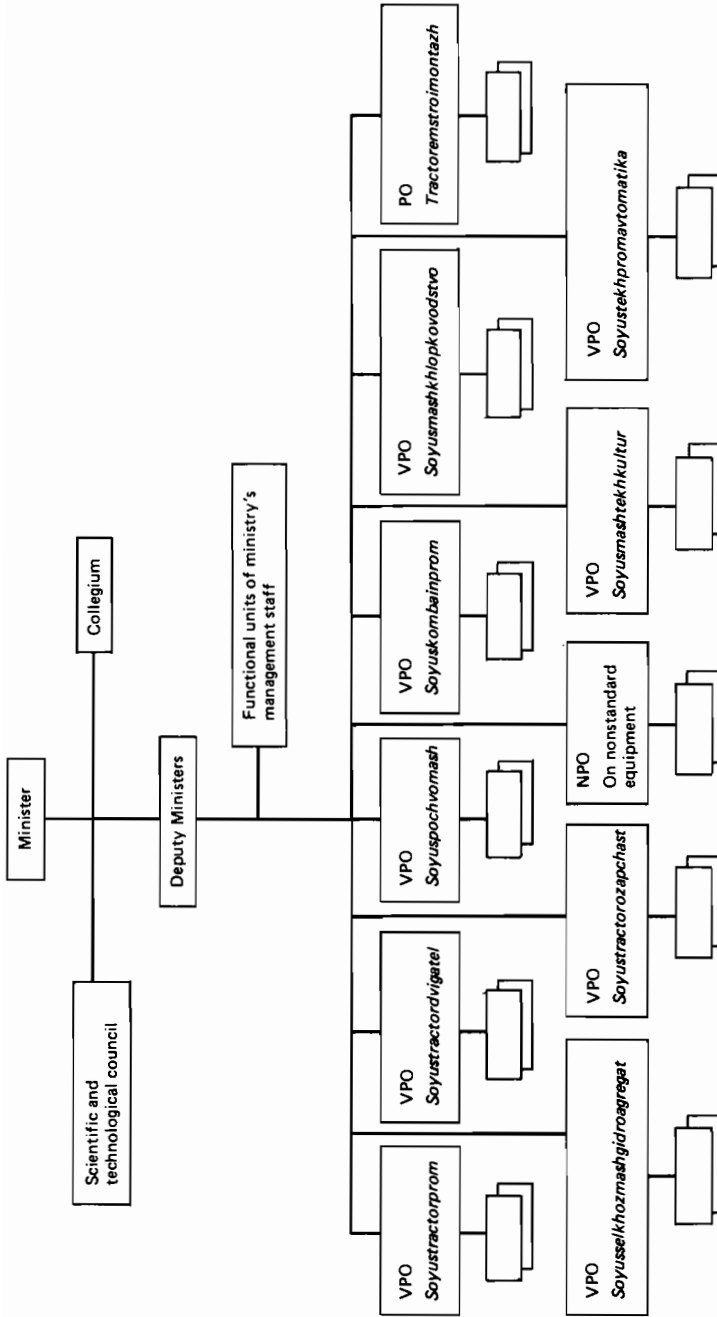 Minister
Scientific and
technological council
Collegium
Deputy Ministers
Functional units of ministry's
management staff
VPO
Soyustractorprom
VPO
Soyustractordvigatel
VPO
Soyuspochvomash
VPO
Soyuskombainprom
VPO
Soyusmashkhlopkovodstvo
PO
Tractoremstroimontazh
VPO
Soyusselkhozmashgidroagregat
VPO
Soyustractorozapchast
NPO
On nonstandard
equipment
VPO
Soyusmashtekhkultur
VPO
Soyustekhpromavtomatika